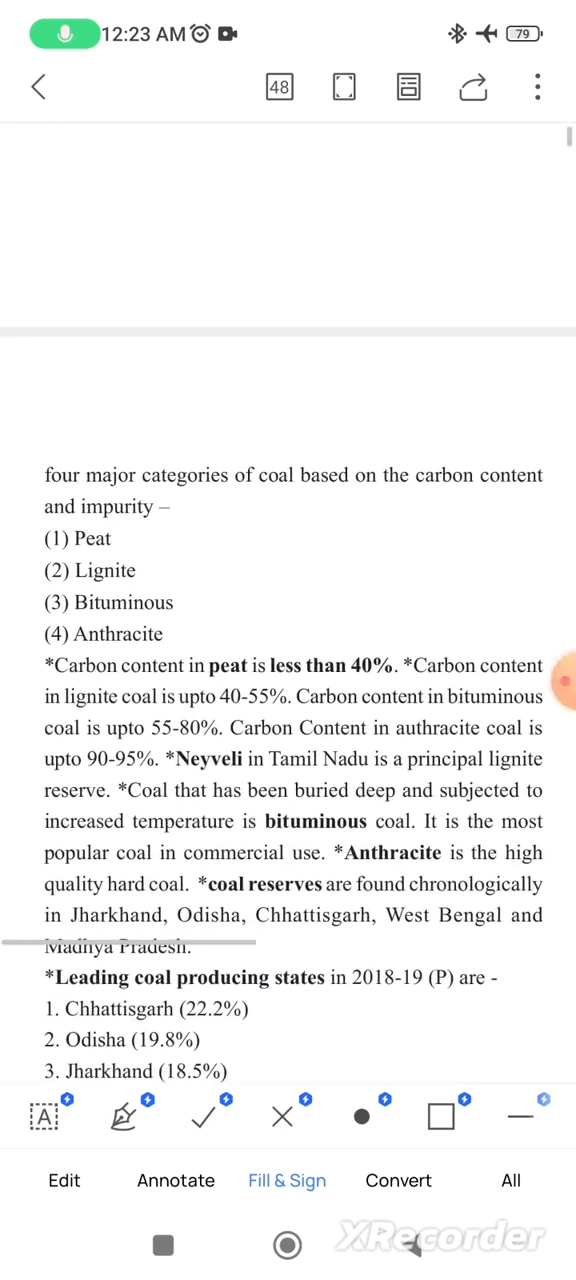 12:23 AM
79
48
four major categories of coal based on the carbon content
and impurity –
(1) Peat
(2) Lignite
(3) Bituminous
(4) Anthracite
*Carbon content in peat is less than 40%. *Carbon content
in lignite coal is upto 40-55%. Carbon content in bituminous
coal is upto 55-80%. Carbon Content in authracite coal is
upto 90-95%. *Neyveli in Tamil Nadu is a principal lignite
reserve. *Coal that has been buried deep and subjected to
increased temperature is bituminous coal. It is the most
popular coal in commercial use. *Anthracite is the high
quality hard coal. *coal reserves are found chronologically
in Jharkhand, Odisha, Chhattisgarh, West Bengal and
Madhya Pradesh.
*Leading coal producing states in 2018-19 (P) are -
1. Chhattisgarh (22.2%)
2. Odisha (19.8%)
3. Jharkhand (18.5%)
A
Edit Annotate Fill & Sign Convert All
XRecorder